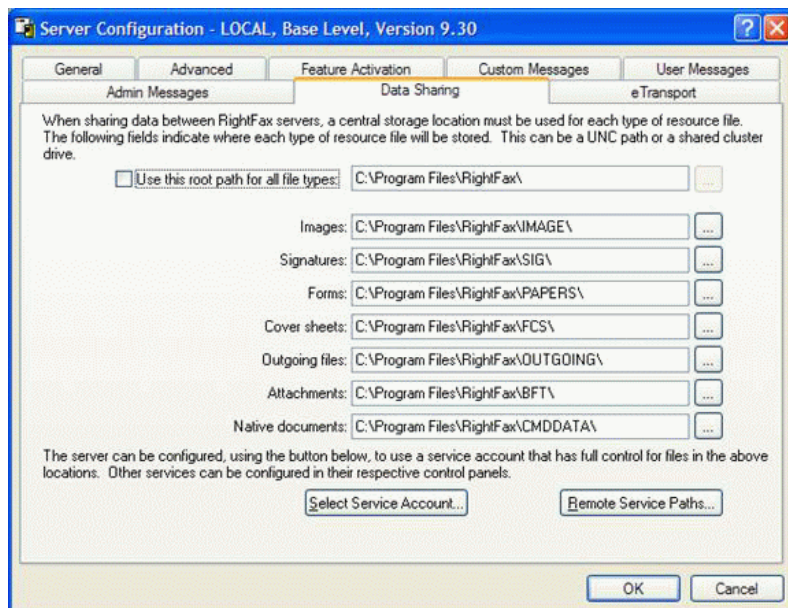 Server Configuration - LOCAL, Base Level, Version 9.30
General
Advanced
Feature Activation
Custom Messages
User Messages
Admin Messages
Data Sharing
eTransport
When sharing data between RightFax servers, a central storage location must be used for each type of resource file.
The following fields indicate where each type of resource file will be stored. This can be a UNC path or a shared cluster
drive.
Use this root path for all file types: C:\Program Files\RightFax\ ...
Images: C:\Program Files\RightFax\IMAGE\ ...
Signatures: C:\Program Files\RightFax\SIG\ ...
Forms: C:\Program Files\RightFax\PAPERS\ ...
Cover sheets: C:\Program Files\RightFax\FCS\ ...
Outgoing files: C:\Program Files\RightFax\OUTGOING\ ...
Attachments: C:\Program Files\RightFax\BFT\ ...
Native documents: C:\Program Files\RightFax\CMDDATA\ ...
The server can be configured, using the button below, to use a service account that has full control for files in the above
locations. Other services can be configured in their respective control panels.
Select Service Account...
Remote Service Paths...
OK
Cancel